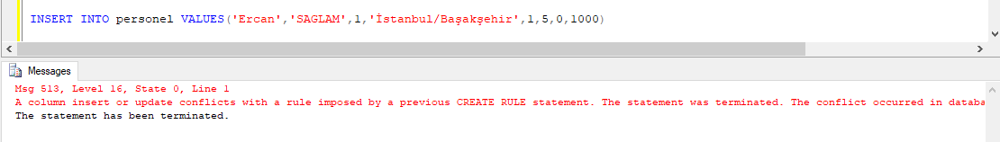 INSERT INTO personel VALUES('Ercan','SAGLAM',1,'İstanbul/Başakşehir',1,5,0,1000)
Messages
Msg 513, Level 16, State 0, Line 1
A column insert or update conflicts with a rule imposed by a previous CREATE RULE statement. The statement was terminated. The conflict occurred in databa
The statement has been terminated.